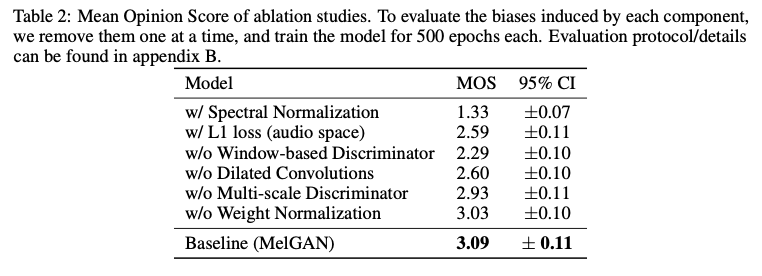 Table 2: Mean Opinion Score of ablation studies. To evaluate the biases induced by each component,
we remove them one at a time, and train the model for 500 epochs each. Evaluation protocol/details
can be found in appendix B.
Model MOS 95% CI
w/ Spectral Normalization 1.33 ±0.07
w/ L1 loss (audio space) 2.59 ±0.11
w/o Window-based Discriminator 2.29 ±0.10
w/o Dilated Convolutions 2.60 ±0.10
w/o Multi-scale Discriminator 2.93 ±0.11
w/o Weight Normalization 3.03 ±0.10
Baseline (MelGAN) 3.09 ± 0.11